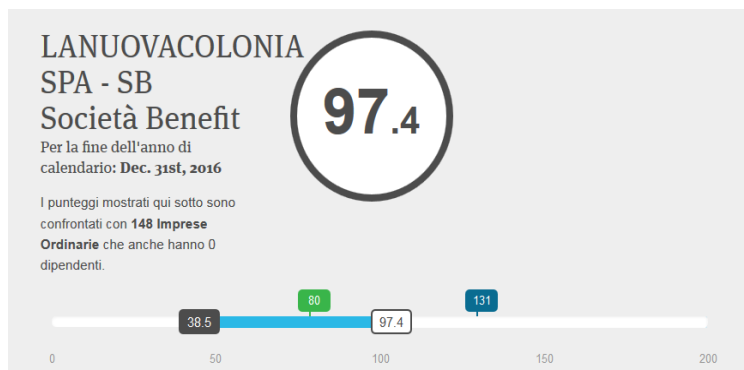 LANUOVACOLONIA
SPA - SB
Società Benefit
Per la fine dell'anno di
calendario: Dec. 31st, 2016
97.4
I punteggi mostrati qui sotto sono
confrontati con 148 Imprese
Ordinarie che anche hanno 0
dipendenti.
80
131
38.5
97.4
0
50
100
150
200